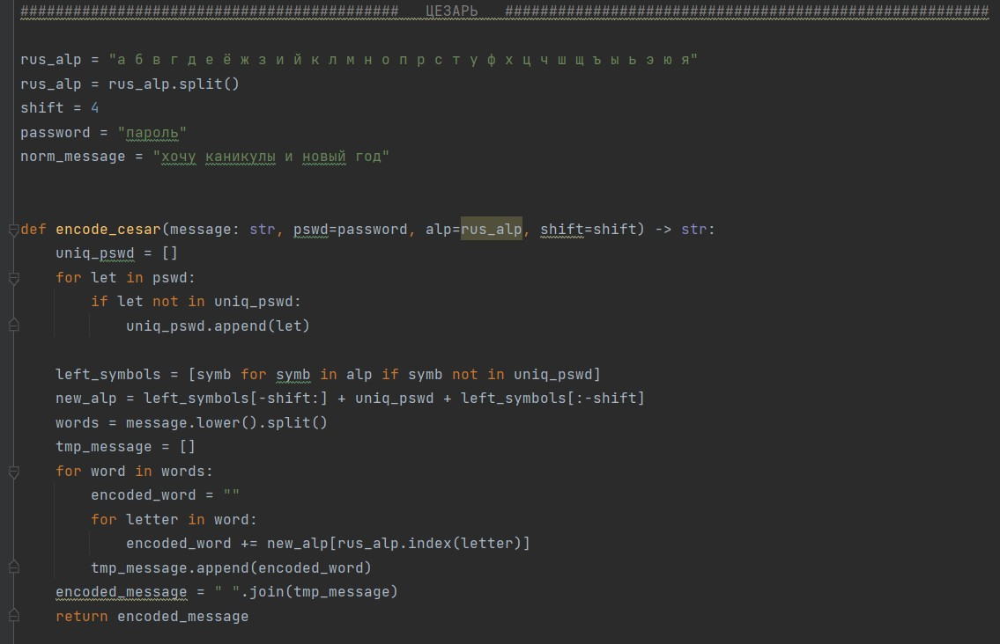 ########################################### ЦЕЗАРЬ #######################################################
rus_alp = "а б в г д е ё ж з и й к л м н о п р с т у ф х ц ч ш щ ъ ы ь э ю я"
rus_alp = rus_alp.split()
shift = 4
password = "пароль"
norm_message = "хочу каникулы и новый год"
def encode_cesar(message: str, pswd=password, alp=rus_alp, shift=shift) -> str:
uniq_pswd = []
for let in pswd:
if let not in uniq_pswd:
uniq_pswd.append(let)
left_symbols = [symb for symb in alp if symb not in uniq_pswd]
new_alp = left_symbols[-shift:] + uniq_pswd + left_symbols[:-shift]
words = message.lower().split()
tmp_message = []
for word in words:
encoded_word = ""
for letter in word:
encoded_word += new_alp[rus_alp.index(letter)]
tmp_message.append(encoded_word)
encoded_message = " ".join(tmp_message)
return encoded_message